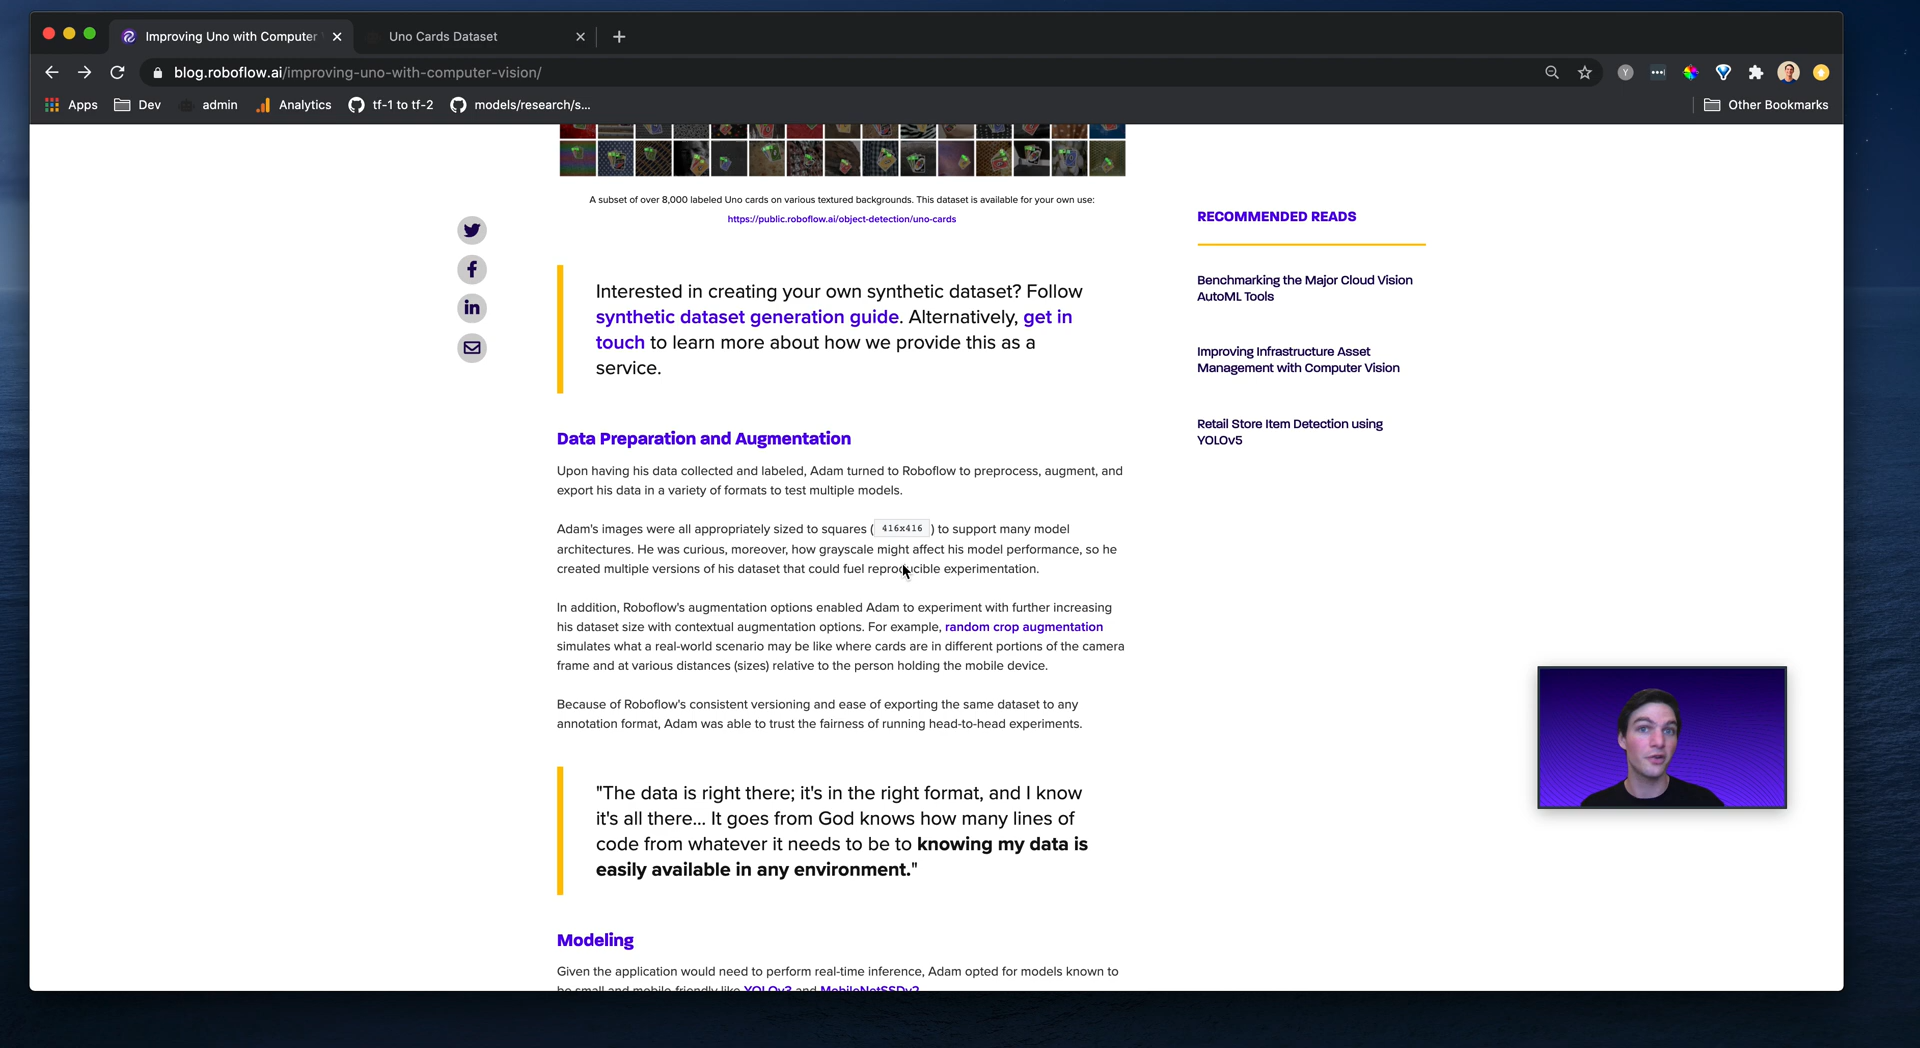 Improving Uno with Computer
Uno Cards Dataset
blog.roboflow.ai/improving-uno-with-computer-vision/
Y
Apps
Dev
admin
Analytics
tf-1 to tf-2
models/research/s...
Other Bookmarks
A subset of over 8,000 labeled Uno cards on various textured backgrounds. This dataset is available for your own use:
https://public.roboflow.ai/object-detection/uno-cards
Interested in creating your own synthetic dataset? Follow
synthetic dataset generation guide. Alternatively, get in
touch to learn more about how we provide this as a
service.
Data Preparation and Augmentation
Upon having his data collected and labeled, Adam turned to Roboflow to preprocess, augment, and
export his data in a variety of formats to test multiple models.
Adam's images were all appropriately sized to squares ( 416x416 ) to support many model
architectures. He was curious, moreover, how grayscale might affect his model performance, so he
created multiple versions of his dataset that could fuel reproducible experimentation.
In addition, Roboflow's augmentation options enabled Adam to experiment with further increasing
his dataset size with contextual augmentation options. For example, random crop augmentation
simulates what a real-world scenario may be like where cards are in different portions of the camera
frame and at various distances (sizes) relative to the person holding the mobile device.
Because of Roboflow's consistent versioning and ease of exporting the same dataset to any
annotation format, Adam was able to trust the fairness of running head-to-head experiments.
"The data is right there; it's in the right format, and I know
it's all there... It goes from God knows how many lines of
code from whatever it needs to be to knowing my data is
easily available in any environment."
Modeling
Given the application would need to perform real-time inference, Adam opted for models known to
be small and mobile-friendly like YOLOv3 and MobileNetSSDv2
RECOMMENDED READS
Benchmarking the Major Cloud Vision
AutoML Tools
Improving Infrastructure Asset
Management with Computer Vision
Retail Store Item Detection using
YOLOv5